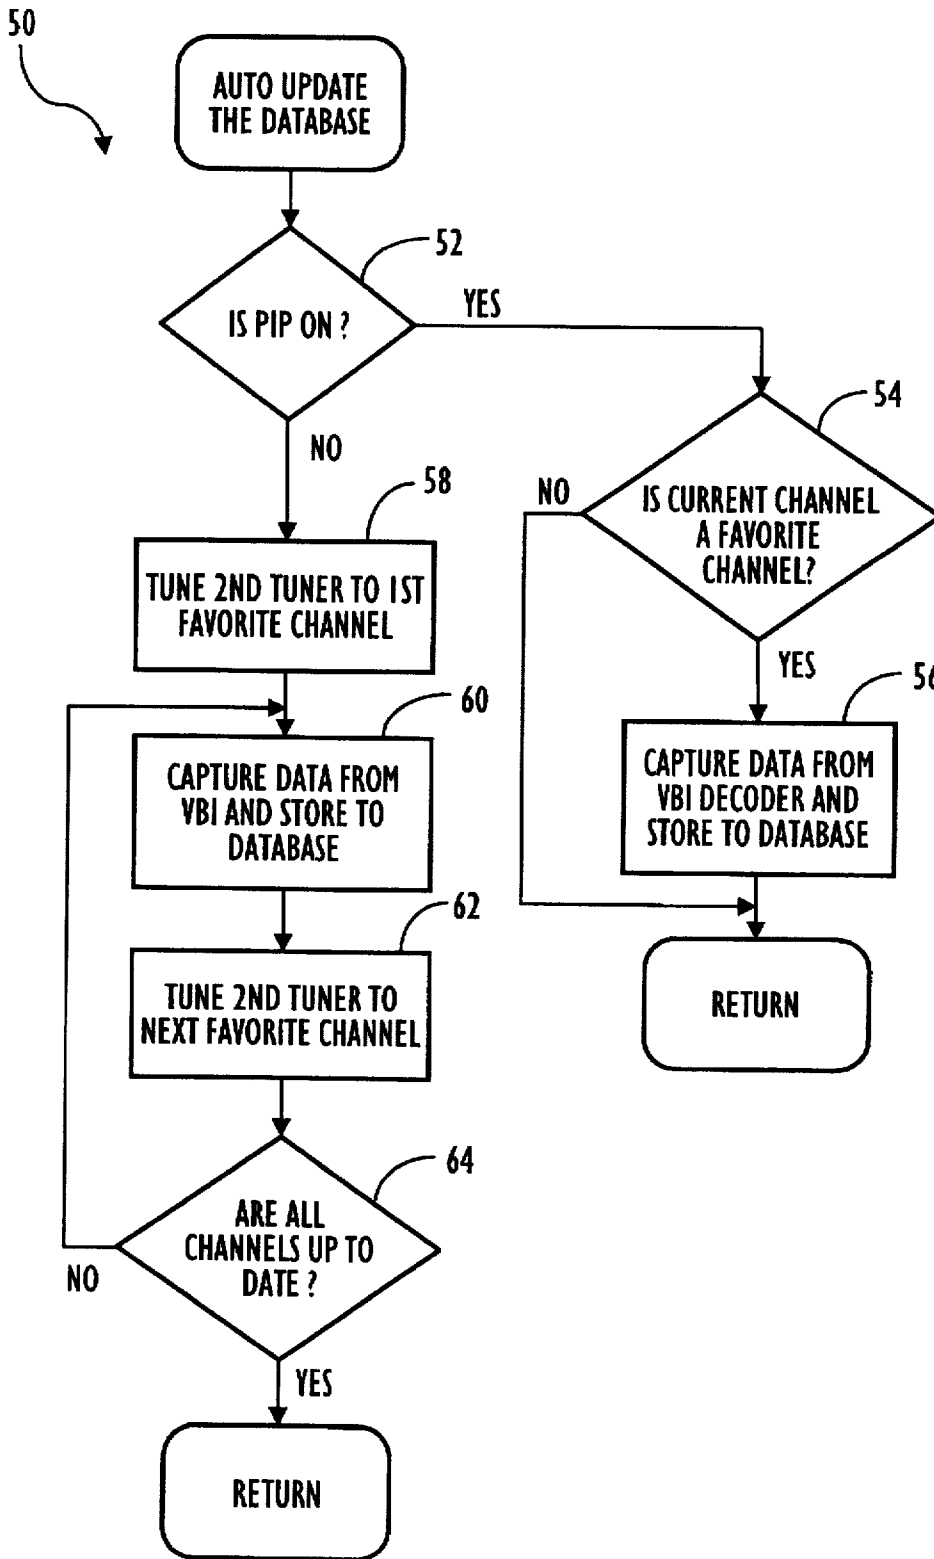 50
AUTO UPDATE
THE DATABASE
52
IS PIP ON ?
YES
NO
54
IS CURRENT CHANNEL
A FAVORITE
CHANNEL?
NO
YES
58
TUNE 2ND TUNER TO 1ST
FAVORITE CHANNEL
56
CAPTURE DATA FROM
VBI DECODER AND
STORE TO DATABASE
60
CAPTURE DATA FROM
VBI AND STORE TO
DATABASE
62
TUNE 2ND TUNER TO
NEXT FAVORITE CHANNEL
RETURN
64
ARE ALL
CHANNELS UP TO
DATE ?
NO
YES
RETURN